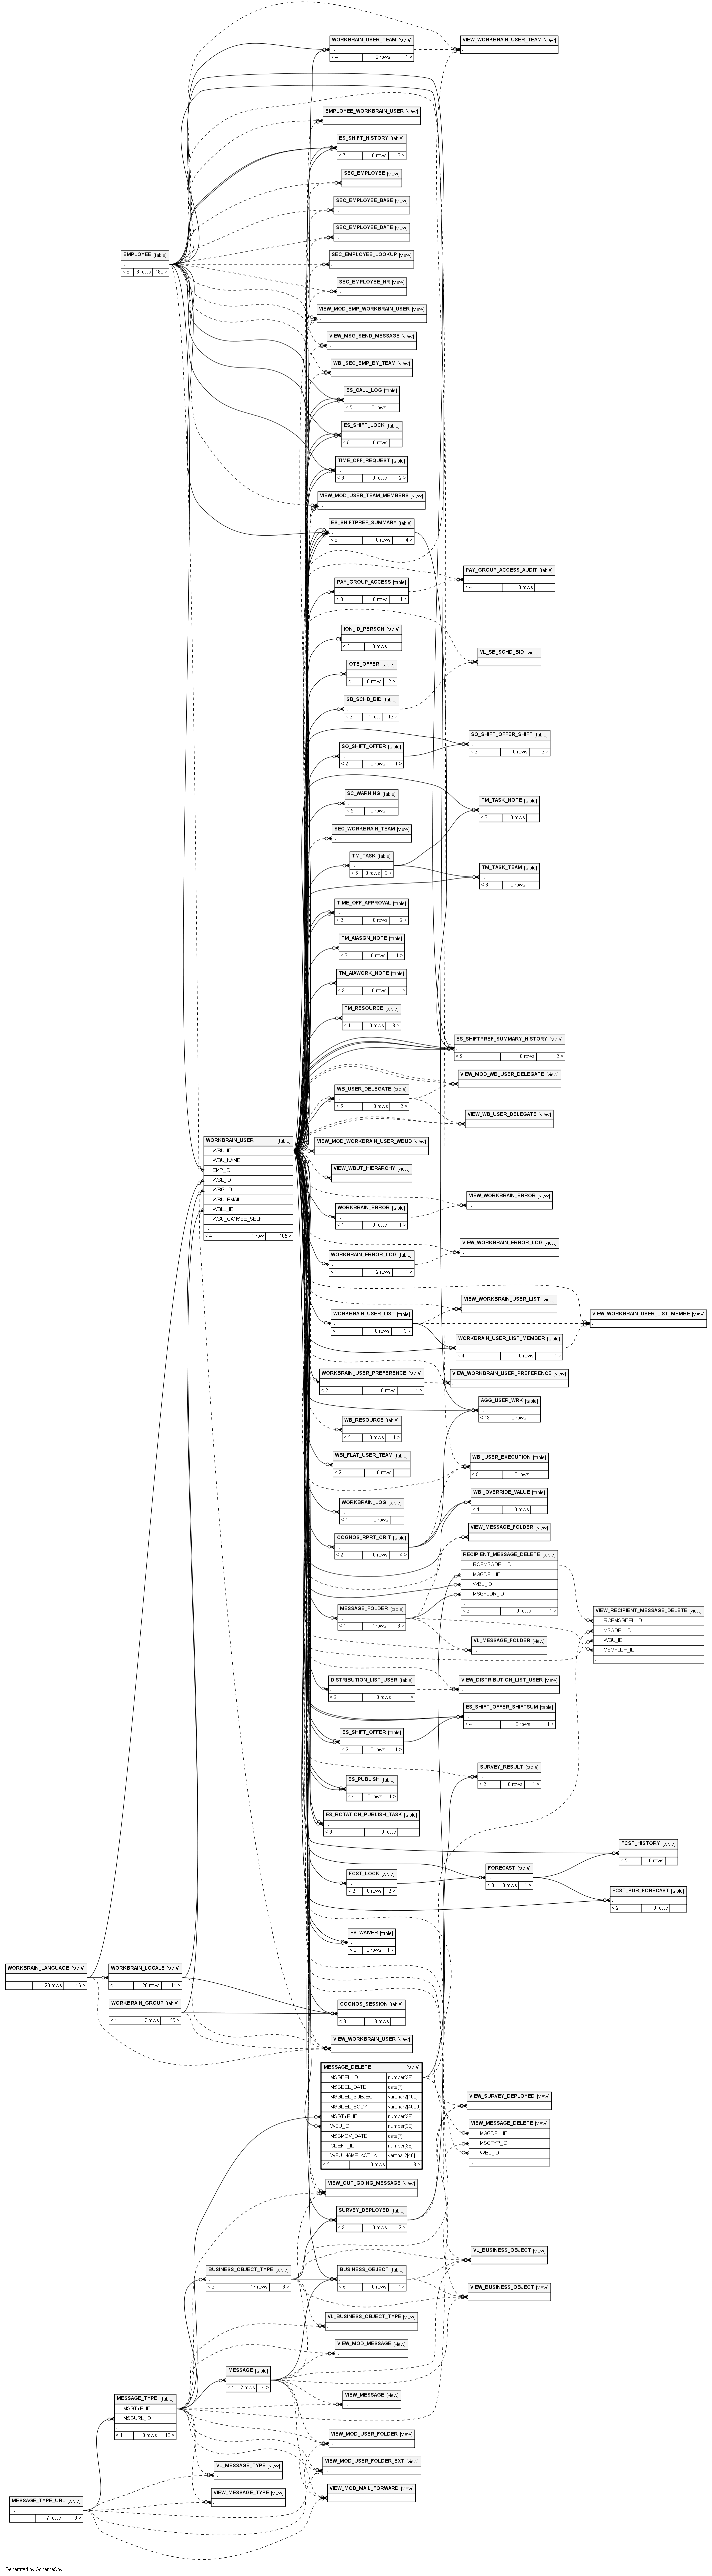 WORKBRAIN_USER_TEAM [table]
< 4 2 rows 1 >
VIEW_WORKBRAIN_USER_TEAM [view]
EMPLOYEE_WORKBRAIN_USER [view]
ES_SHIFT_HISTORY [table]
< 7 0 rows 3 >
SEC_EMPLOYEE [view]
SEC_EMPLOYEE_BASE [view]
SEC_EMPLOYEE_DATE [view]
EMPLOYEE [table]
< 6 3 rows 180 >
SEC_EMPLOYEE_LOOKUP [view]
SEC_EMPLOYEE_NR [view]
VIEW_MOD_EMP_WORKBRAIN_USER [view]
VIEW_MSG_SEND_MESSAGE [view]
WBI_SEC_EMP_BY_TEAM [view]
ES_CALL_LOG [table]
< 6 0 rows
ES_SHIFT_LOCK [table]
< 5 0 rows
TIME_OFF_REQUEST [table]
< 3 0 rows 2 >
VIEW_MOD_USER_TEAM_MEMBERS [view]
ES_SHIFTPREF_SUMMARY [table]
< 8 0 rows 4 >
PAY_GROUP_ACCESS_AUDIT [table]
< 4 0 rows
PAY_GROUP_ACCESS [table]
< 3 0 rows 1 >
ION_ID_PERSON [table]
< 2 0 rows
VL_SB_SCHD_BID [view]
OTE_OFFER [table]
< 1 0 rows 2 >
SB_SCHD_BID [table]
< 2 1 row 13 >
SO_SHIFT_OFFER_SHIFT [table]
< 3 0 rows 2 >
SO_SHIFT_OFFER [table]
< 2 0 rows 1 >
SC_WARNING [table]
< 5 0 rows
TM_TASK_NOTE [table]
< 3 0 rows
SEC_WORKBRAIN_TEAM [view]
TM_TASK [table]
< 5 0 rows 3 >
TM_TASK_TEAM [table]
< 3 0 rows
TIME_OFF_APPROVAL [table]
< 2 0 rows 2 >
TM_AIASGN_NOTE [table]
< 3 0 rows 1 >
TM_AIAWORK_NOTE [table]
< 3 0 rows 1 >
TM_RESOURCE [table]
< 1 0 rows 3 >
ES_SHIFTPREF_SUMMARY_HISTORY [table]
< 9 0 rows 2 >
VIEW_MOD_WB_USER_DELEGATE [view]
WB_USER_DELEGATE [table]
< 5 0 rows 2 >
VIEW_WB_USER_DELEGATE [view]
WORKBRAIN_USER [table]
WBU_ID
WBU_NAME
EMP_ID
WBL_ID
WBG_ID
WBU_EMAIL
WBLL_ID
WBU_CANSEE_SELF
< 4 1 row 105 >
VIEW_MOD_WORKBRAIN_USER_WBUD [view]
VIEW_WBUT_HIERARCHY [view]
VIEW_WORKBRAIN_ERROR [view]
WORKBRAIN_ERROR [table]
< 1 0 rows 1 >
VIEW_WORKBRAIN_ERROR_LOG [view]
WORKBRAIN_ERROR_LOG [table]
< 1 2 rows 1 >
VIEW_WORKBRAIN_USER_LIST [view]
WORKBRAIN_USER_LIST [table]
< 1 0 rows 3 >
VIEW_WORKBRAIN_USER_LIST_MEMBE [view]
WORKBRAIN_USER_LIST_MEMBER [table]
< 4 0 rows 1 >
WORKBRAIN_USER_PREFERENCE [table]
< 2 0 rows 1 >
VIEW_WORKBRAIN_USER_PREFERENCE [view]
AGG_USER_WRK [table]
< 13 0 rows
WB_RESOURCE [table]
< 2 0 rows 1 >
WBI_FLAT_USER_TEAM [table]
< 2 0 rows
WBI_USER_EXECUTION [table]
< 5 0 rows
WBI_OVERRIDE_VALUE [table]
< 4 0 rows
WORKBRAIN_LOG [table]
< 1 0 rows
VIEW_MESSAGE_FOLDER [view]
COGNOS_RPRT_CRIT [table]
< 2 0 rows 4 >
RECIPIENT_MESSAGE_DELETE [table]
RCPMSGDEL_ID
MSGDEL_ID
WBU_ID
MSGFLDR_ID
< 3 0 rows 1 >
MESSAGE_FOLDER [table]
< 1 7 rows 8 >
VIEW_RECIPIENT_MESSAGE_DELETE [view]
RCPMSGDEL_ID
MSGDEL_ID
WBU_ID
MSGFLDR_ID
VL_MESSAGE_FOLDER [view]
DISTRIBUTION_LIST_USER [table]
< 2 0 rows 1 >
VIEW_DISTRIBUTION_LIST_USER [view]
ES_SHIFT_OFFER_SHIFTSUM [table]
< 4 0 rows 1 >
ES_SHIFT_OFFER [table]
< 2 0 rows 1 >
SURVEY_RESULT [table]
< 2 0 rows 1 >
ES_PUBLISH [table]
< 4 0 rows 1 >
ES_ROTATION_PUBLISH_TASK [table]
< 3 0 rows
FCST_HISTORY [table]
< 5 0 rows
FCST_LOCK [table]
< 2 0 rows 2 >
FORECAST [table]
< 8 0 rows 11 >
FCST_PUB_FORECAST [table]
< 2 0 rows
FS_WAIVER [table]
< 2 0 rows 1 >
WORKBRAIN_LANGUAGE [table]
20 rows 16 >
WORKBRAIN_LOCALE [table]
< 1 20 rows 11 >
WORKBRAIN_GROUP [table]
< 1 7 rows 25 >
COGNOS_SESSION [table]
< 3 3 rows
VIEW_WORKBRAIN_USER [view]
MESSAGE_DELETE [table]
MSGDEL_ID number[38]
MSGDEL_DATE date[7]
MSGDEL_SUBJECT varchar2[100]
MSGDEL_BODY varchar2[4000]
MSGTYP_ID number[38]
WBU_ID number[38]
MSGMOV_DATE date[7]
CLIENT_ID number[38]
WBU_NAME_ACTUAL varchar2[40]
< 2 0 rows 3 >
VIEW_SURVEY_DEPLOYED [view]
VIEW_MESSAGE_DELETE [view]
MSGDEL_ID
MSGTYP_ID
WBU_ID
VIEW_OUT_GOING_MESSAGE [view]
SURVEY_DEPLOYED [table]
< 3 0 rows 2 >
VL_BUSINESS_OBJECT [view]
BUSINESS_OBJECT_TYPE [table]
< 2 17 rows 8 >
BUSINESS_OBJECT [table]
< 5 0 rows 7 >
VIEW_BUSINESS_OBJECT [view]
VL_BUSINESS_OBJECT_TYPE [view]
VIEW_MOD_MESSAGE [view]
MESSAGE [table]
< 1 2 rows 14 >
VIEW_MESSAGE [view]
MESSAGE_TYPE [table]
MSGTYP_ID
MSGURL_ID
< 1 10 rows 13 >
VIEW_MOD_USER_FOLDER [view]
VIEW_MOD_USER_FOLDER_EXT [view]
VL_MESSAGE_TYPE [view]
VIEW_MESSAGE_TYPE [view]
VIEW_MOD_MAIL_FORWARD [view]
MESSAGE_TYPE_URL [table]
7 rows 6 >
Generated by SchemaSpy